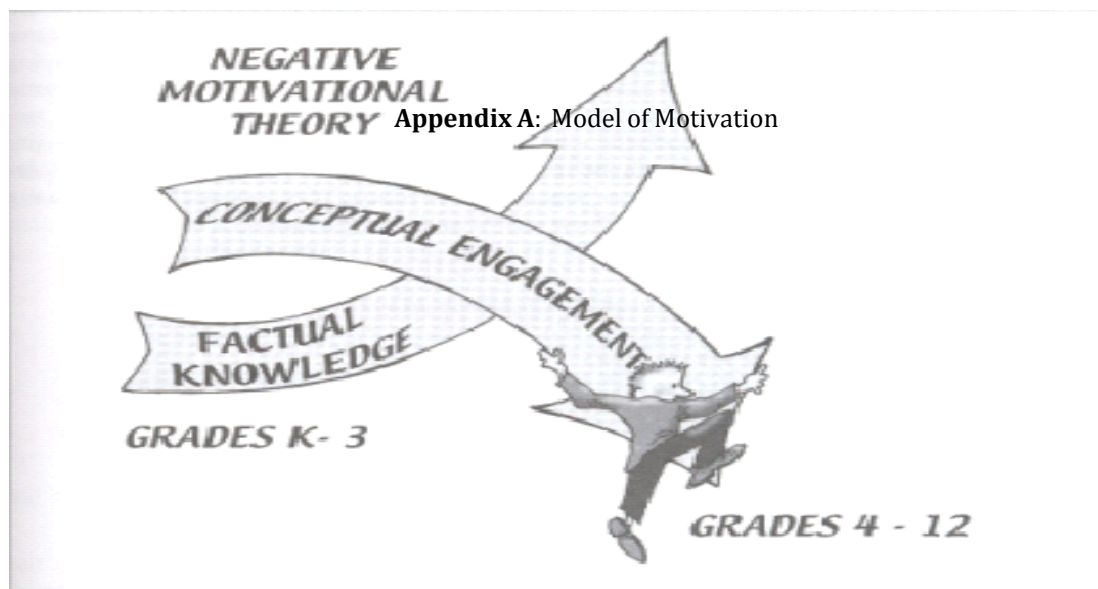 NEGATIVE
MOTIVATIONAL
THEORY
Appendix A: Model of Motivation
CONCEPTUAL ENGAGEMENT
FACTUAL
KNOWLEDGE
GRADES K- 3
GRADES 4 - 12